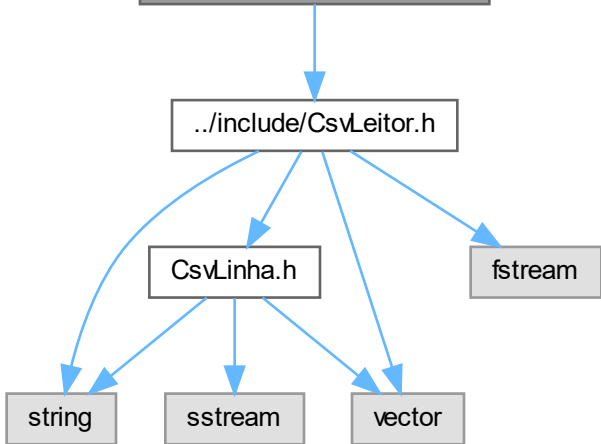 ../include/CsvLeitor.h
CsvLinha.h
fstream
string
sstream
vector